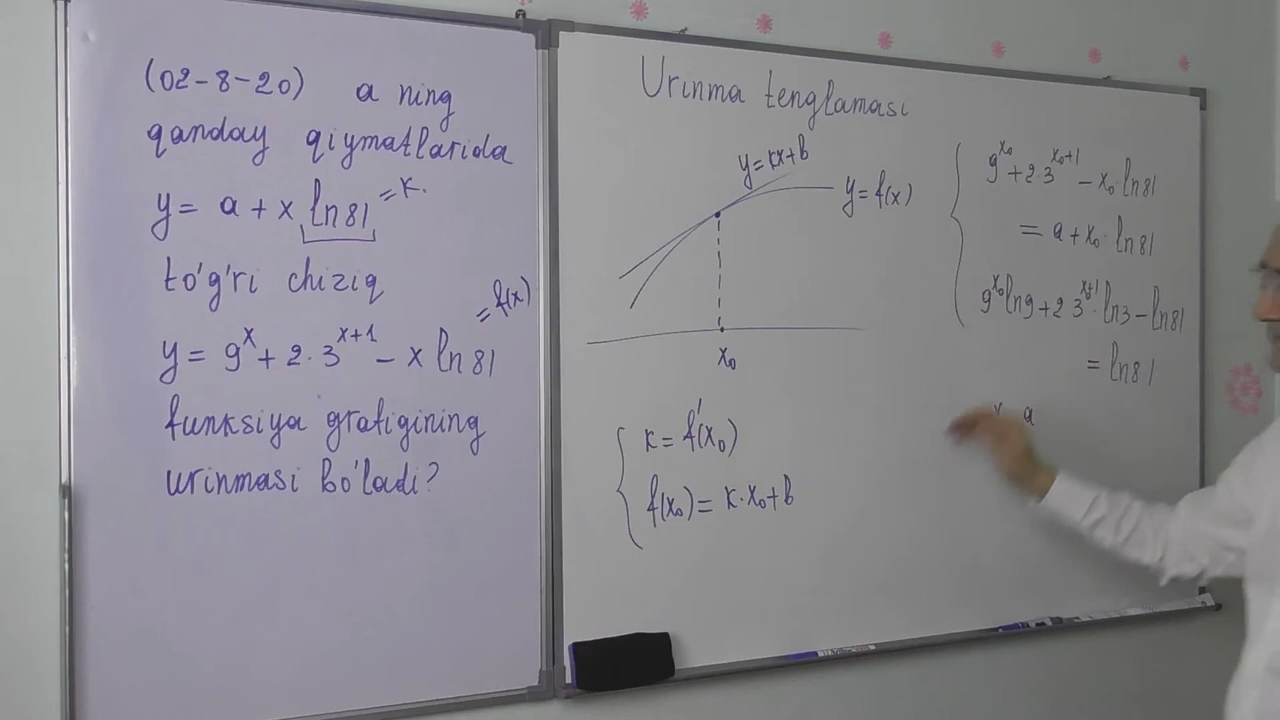 (02-8-20) a ning
qanday qiymatlarida
y = a + x ln81 = k.
to'g'ri chiziq
= f(x)
y = 9^x + 2·3^{x+1} - x ln81
funksiya grafigining
urinmasi bo'ladi?
Urinma tenglamasi
y=kx+b
y = f(x)
x₀
k = f'(x₀)
f(x₀) = k·x₀+b
9^{x₀} + 2·3^{x₀+1} - x₀·ln81
= a + x₀·ln81
9^{x₀}ln9 + 2·3^{x₀+1}·ln3 - ln81
= ln81
a